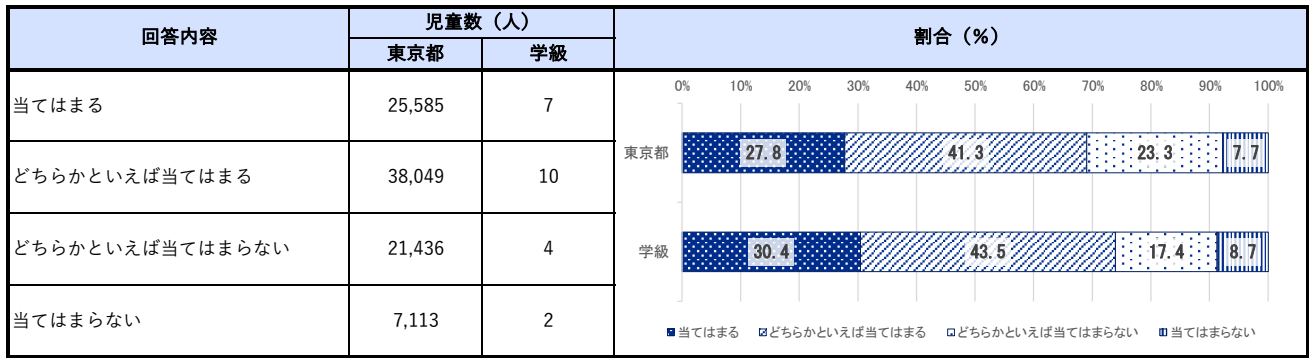 回答内容
児童数（人）
割合（％）
東京都
学級
当てはまる
25,585
7
どちらかといえば当てはまる
38,049
10
どちらかといえば当てはまらない
21,436
4
当てはまらない
7,113
2
0% 10% 20% 30% 40% 50% 60% 70% 80% 90% 100%
東京都 27.8 41.3 23.3 7.7
学級 30.4 43.5 17.4 8.7
当てはまる どちらかといえば当てはまる どちらかといえば当てはまらない 当てはまらない